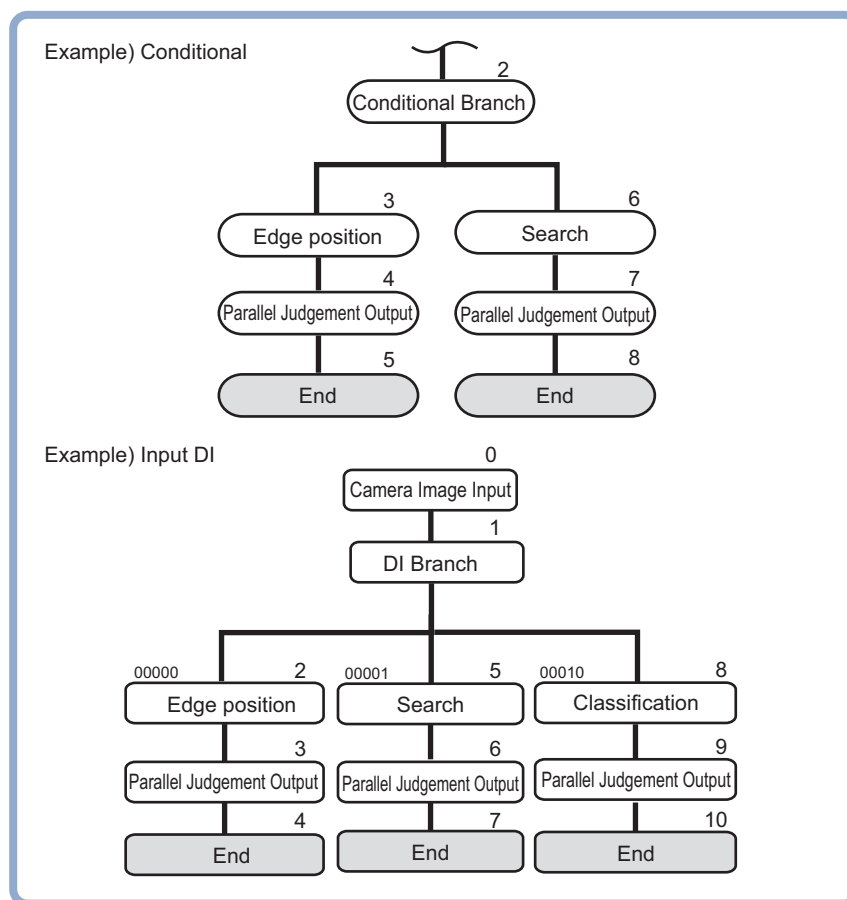 Example) Conditional
2
Conditional Branch
3
6
Edge position
Search
4
7
Parallel Judgement Output
Parallel Judgement Output
5
8
End
End
Example) Input DI
0
Camera Image Input
1
DI Branch
00000
2
00001
5
00010
8
Edge position
Search
Classification
3
6
9
Parallel Judgement Output
Parallel Judgement Output
Parallel Judgement Output
4
7
10
End
End
End